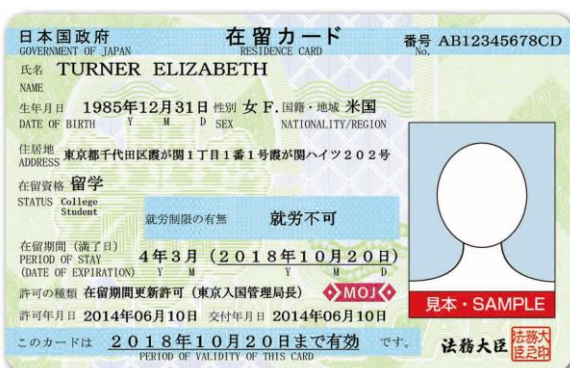 日本国政府 在留カード 番号 AB12345678CD
GOVERNMENT OF JAPAN RESIDENCE CARD No.
氏名 TURNER ELIZABETH
NAME
生年月日 1985年12月31日 性別 女 F. 国籍・地域 米国
DATE OF BIRTH Y M D SEX NATIONALITY/REGION
住居地 東京都千代田区霞が関1丁目1番1号霞が関ハイツ202号
ADDRESS
在留資格 留学
STATUS College
Student
就労制限の有無 就労不可
在留期間(満了日)
PERIOD OF STAY 4年3月(2018年10月20日)
(DATE OF EXPIRATION) Y M Y M D
許可の種類 在留期間更新許可(東京入国管理局長) MOJ
許可年月日 2014年06月10日 交付年月日 2014年06月10日
このカードは 2018年10月20日まで有効 です。
PERIOD OF VALIDITY OF THIS CARD
見本・SAMPLE
法務大臣 法務大臣之印